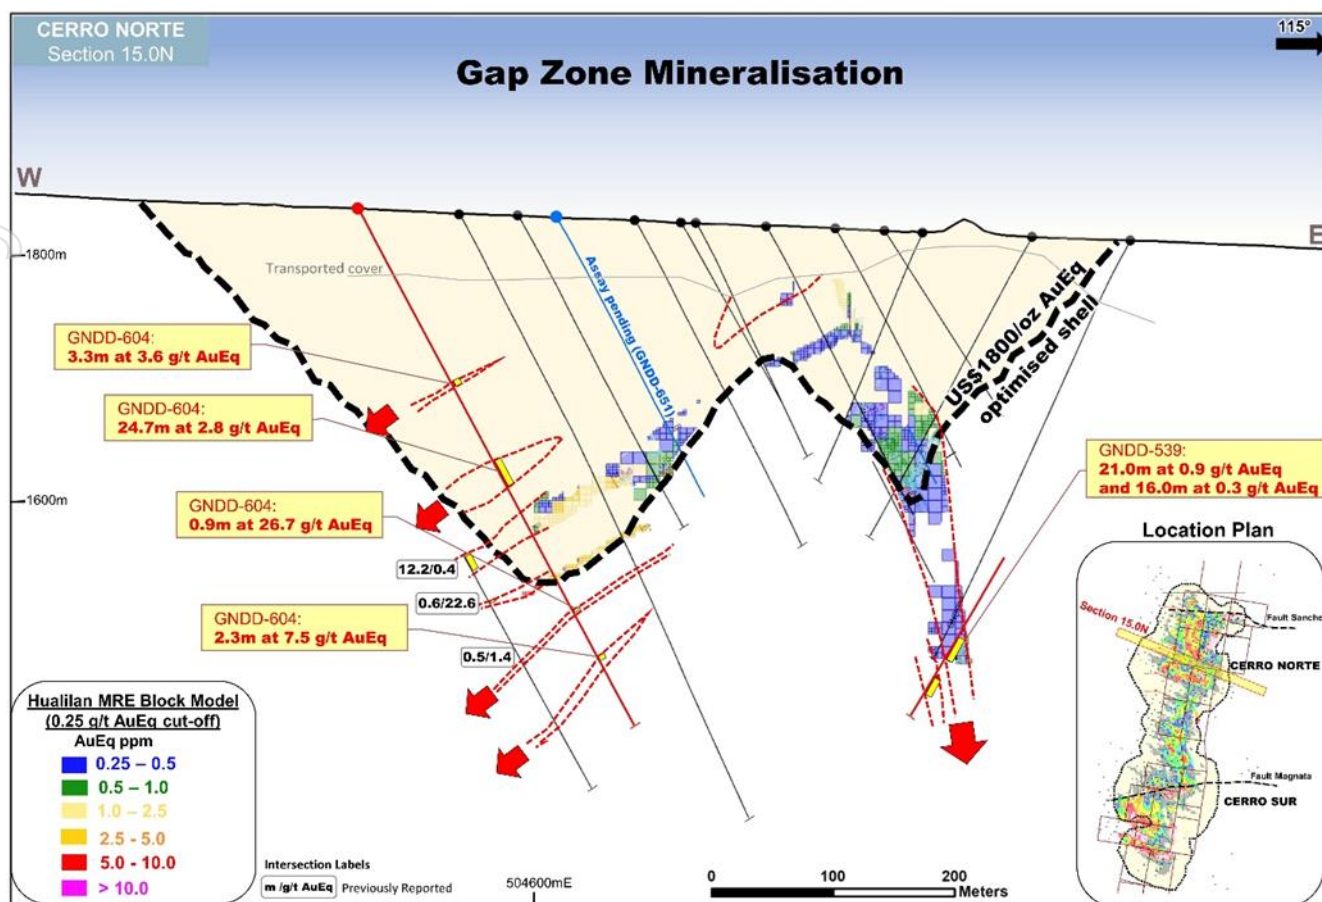 CERRO NORTE
Section 15.0N
115°
Gap Zone Mineralisation
W
E
1800m
Transported cover
Assay pending (GNDD-651)
US$1800/oz AuEq
optimised shell
GNDD-604:
3.3m at 3.6 g/t AuEq
GNDD-604:
24.7m at 2.8 g/t AuEq
GNDD-539:
21.0m at 0.9 g/t AuEq
and 16.0m at 0.3 g/t AuEq
1600m
GNDD-604:
0.9m at 26.7 g/t AuEq
12.2/0.4
0.6/22.6
GNDD-604:
2.3m at 7.5 g/t AuEq
0.5/1.4
Location Plan
Section 15.0N
Fault Sancho
CERRO NORTE
Fault Magnata
CERRO SUR
Hualilan MRE Block Model
(0.25 g/t AuEq cut-off)
AuEq ppm
0.25 – 0.5
0.5 – 1.0
1.0 – 2.5
2.5 - 5.0
5.0 - 10.0
> 10.0
Intersection Labels
m /g/t AuEq Previously Reported
504600mE
0 100 200
Meters